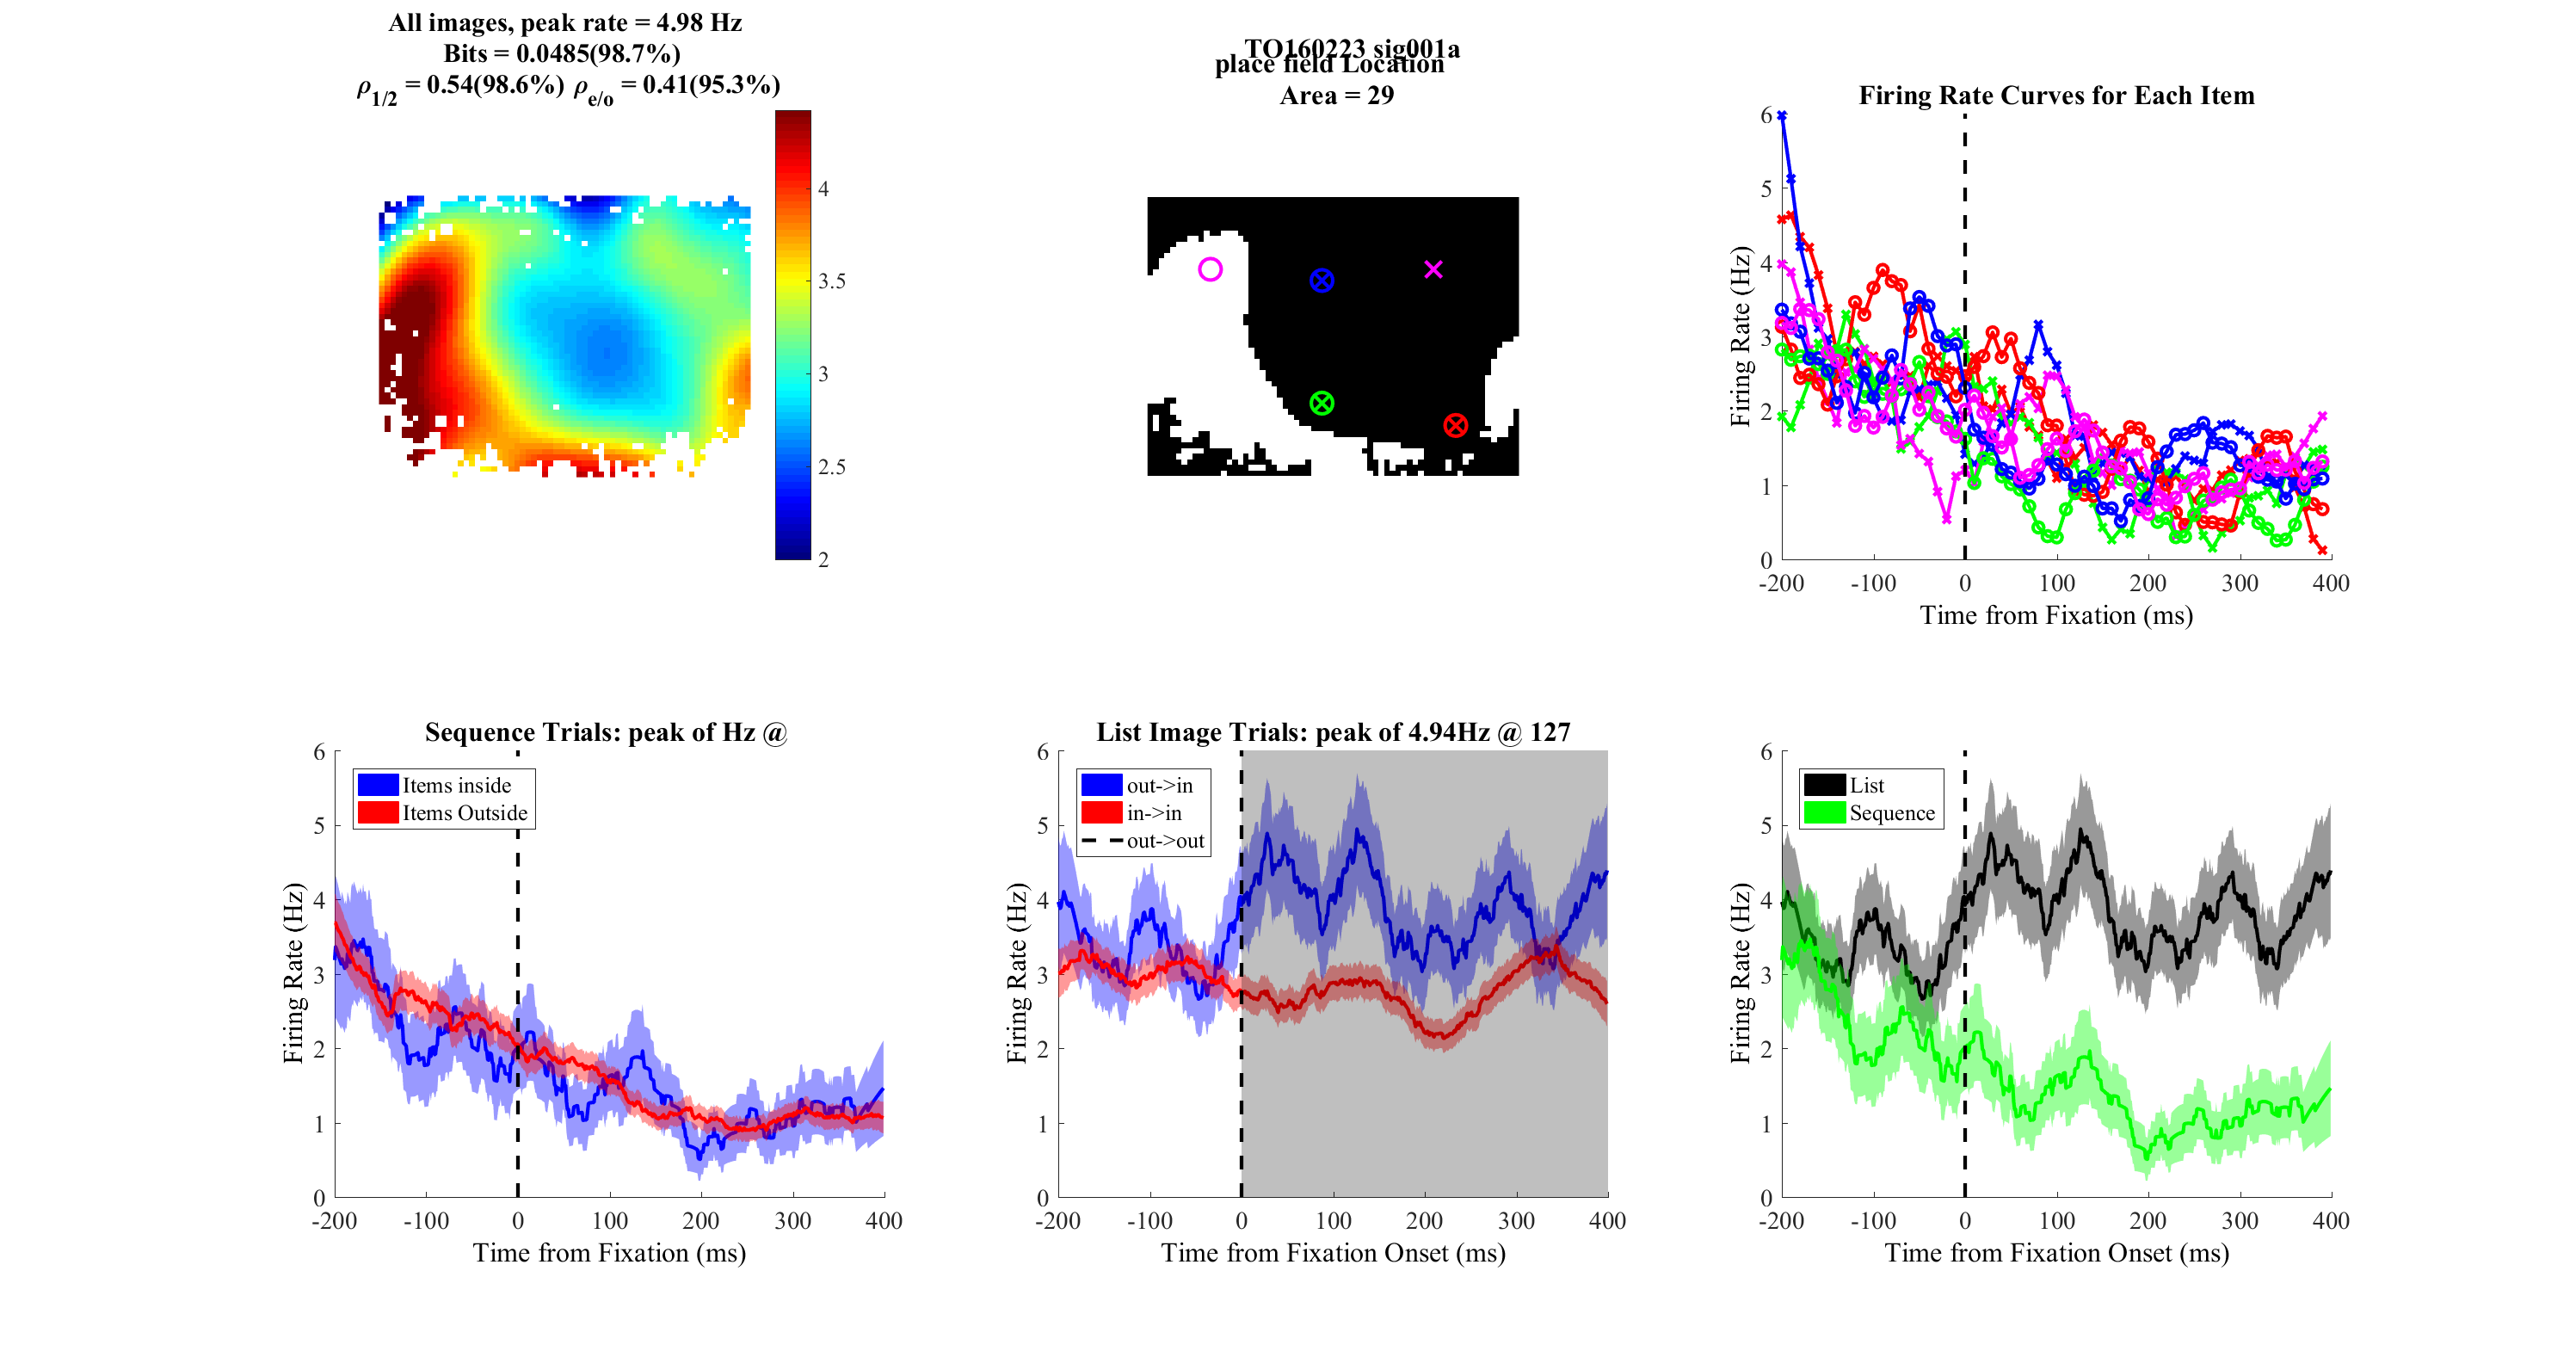 All images, peak rate = 4.98 Hz
Bits = 0.0485(98.7%)
ρ1/2 = 0.54(98.6%) ρe/o = 0.41(95.3%)
4
3.5
3
2.5
2
TO160223 sig001a
place field Location
Area = 29
Firing Rate Curves for Each Item
Firing Rate (Hz)
6
5
4
3
2
1
0
-200 -100 0 100 200 300 400
Time from Fixation (ms)
Sequence Trials: peak of Hz @
Firing Rate (Hz)
6
5
4
3
2
1
0
Items inside
Items Outside
-200 -100 0 100 200 300 400
Time from Fixation (ms)
List Image Trials: peak of 4.94Hz @ 127
Firing Rate (Hz)
6
5
4
3
2
1
0
out->in
in->in
out->out
-200 -100 0 100 200 300 400
Time from Fixation Onset (ms)
Firing Rate (Hz)
6
5
4
3
2
1
0
List
Sequence
-200 -100 0 100 200 300 400
Time from Fixation Onset (ms)